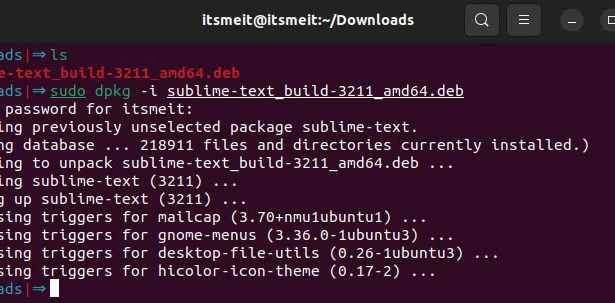 itsmeit@itsmeit:~/Downloads
ads|⇒ ls
e-text_build-3211_amd64.deb
ads|⇒ sudo dpkg -i sublime-text_build-3211_amd64.deb
password for itsmeit:
ing previously unselected package sublime-text.
ng database ... 218911 files and directories currently installed.)
ing to unpack sublime-text_build-3211_amd64.deb ...
ing sublime-text (3211) ...
g up sublime-text (3211) ...
sing triggers for mailcap (3.70+nmu1ubuntu1) ...
sing triggers for gnome-menus (3.36.0-1ubuntu3) ...
sing triggers for desktop-file-utils (0.26-1ubuntu3) ...
sing triggers for hicolor-icon-theme (0.17-2) ...
ads|⇒